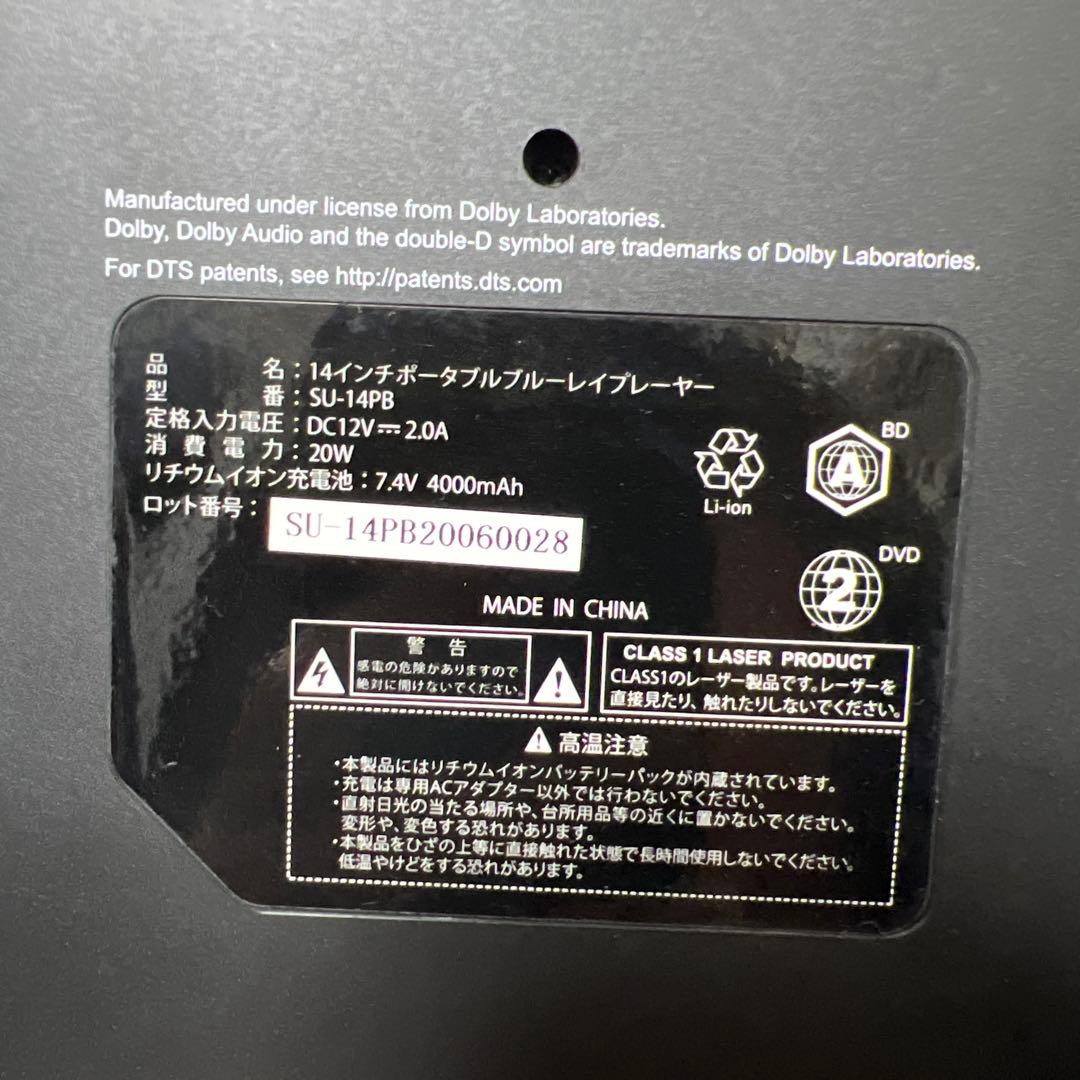 Manufactured under license from Dolby Laboratories.
Dolby, Dolby Audio and the double-D symbol are trademarks of Dolby Laboratories.
For DTS patents, see http://patents.dts.com
品名：14インチポータブルブルーレイプレーヤー
型番：SU-14PB
定格入力電圧：DC12V⎓2.0A
消費電力：20W
リチウムイオン充電池：7.4V 4000mAh
ロット番号：SU-14PB20060028
Li-ion
A BD
2 DVD
MADE IN CHINA
警告
感電の危険がありますので
絶対に開けないでください。
CLASS 1 LASER PRODUCT
CLASS1のレーザー製品です。レーザーを
直接見たり、触れたりしないでください。
高温注意
・本製品にはリチウムイオンバッテリーパックが内蔵されています。
・充電は専用ACアダプター以外では行わないでください。
・直射日光の当たる場所や、台所用品等の近くに置かないでください。
変形や、変色する恐れがあります。
・本製品をひざの上等に直接触れた状態で長時間使用しないでください。
低温やけどをする恐れがあります。